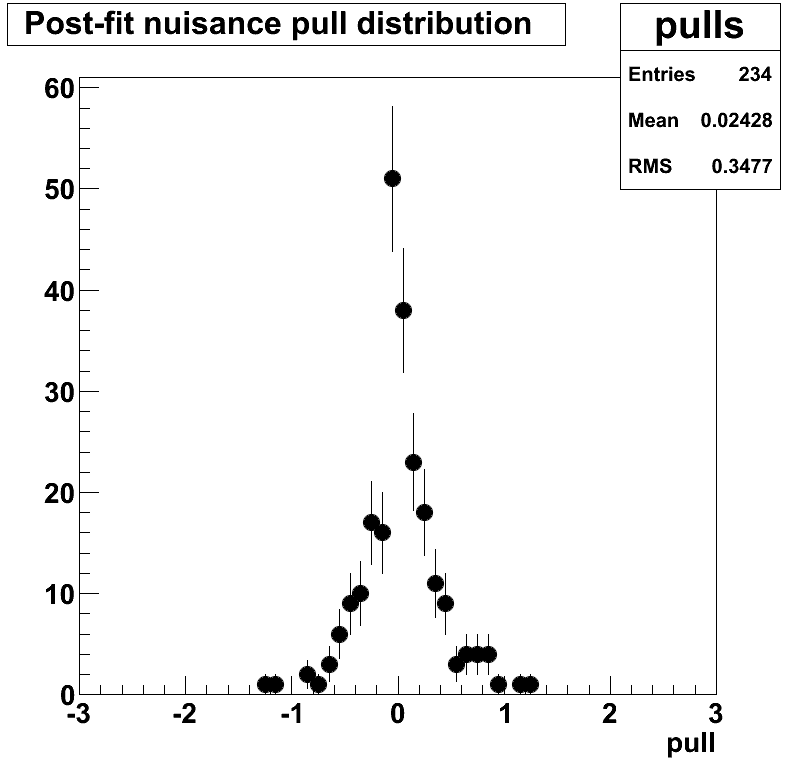 Post-fit nuisance pull distribution
pulls
Entries 234
Mean 0.02428
RMS 0.3477
60
50
40
30
20
10
0
-3 -2 -1 0 1 2 3
pull